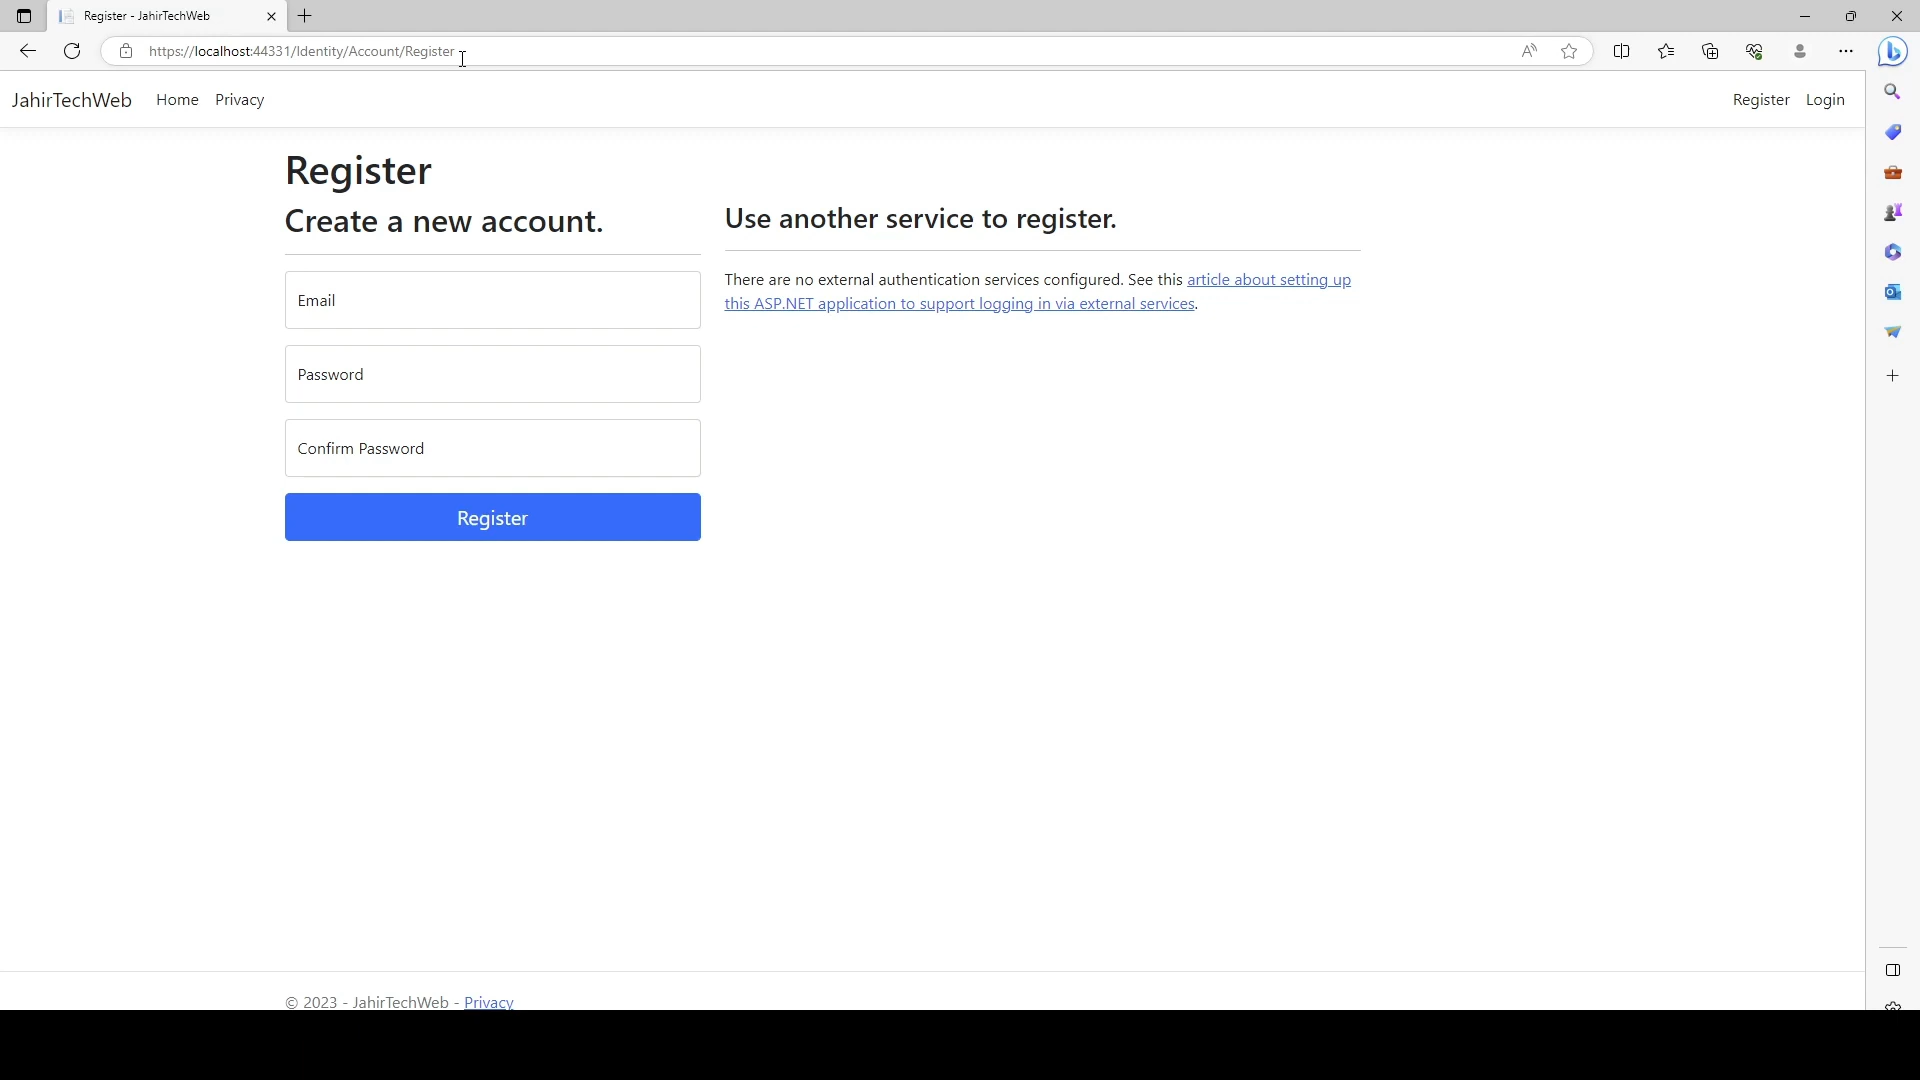 Register - JahirTechWeb
https://localhost:44331/Identity/Account/Register
JahirTechWeb Home Privacy Register Login
Register
Create a new account.
Email
Password
Confirm Password
Register
Use another service to register.
There are no external authentication services configured. See this article about setting up
this ASP.NET application to support logging in via external services.
© 2023 - JahirTechWeb - Privacy